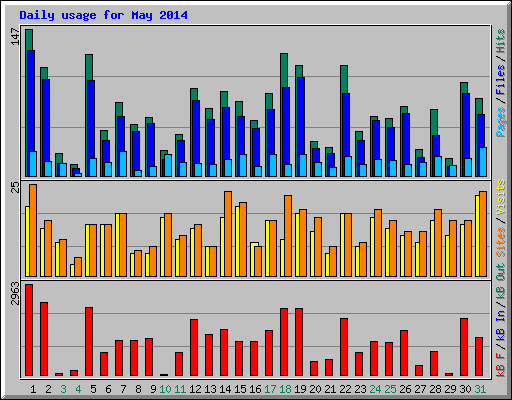 Daily usage for May 2014
147
Pages / Files / Hits
25
Sites / Visits
2963
kB F / kB In / kB Out
1 2 3 4 5 6 7 8 9 10 11 12 13 14 15 16 17 18 19 20 21 22 23 24 25 26 27 28 29 30 31